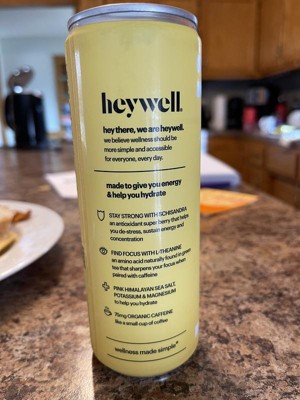 heywell.
hey there, we are heywell.
we believe wellness should be
more simple and accessible
for everyone, every day.
made to give you energy
& help you hydrate
STAY STRONG WITH SCHISANDRA
an antioxidant super berry that helps
you de-stress, sustain energy and
concentration
FIND FOCUS WITH L-THEANINE
an amino acid naturally found in green
tea that sharpens your focus when
paired with caffeine
PINK HIMALAYAN SEA SALT,
POTASSIUM & MAGNESIUM
to help you hydrate
75mg ORGANIC CAFFEINE
like a small cup of coffee
wellness made simple